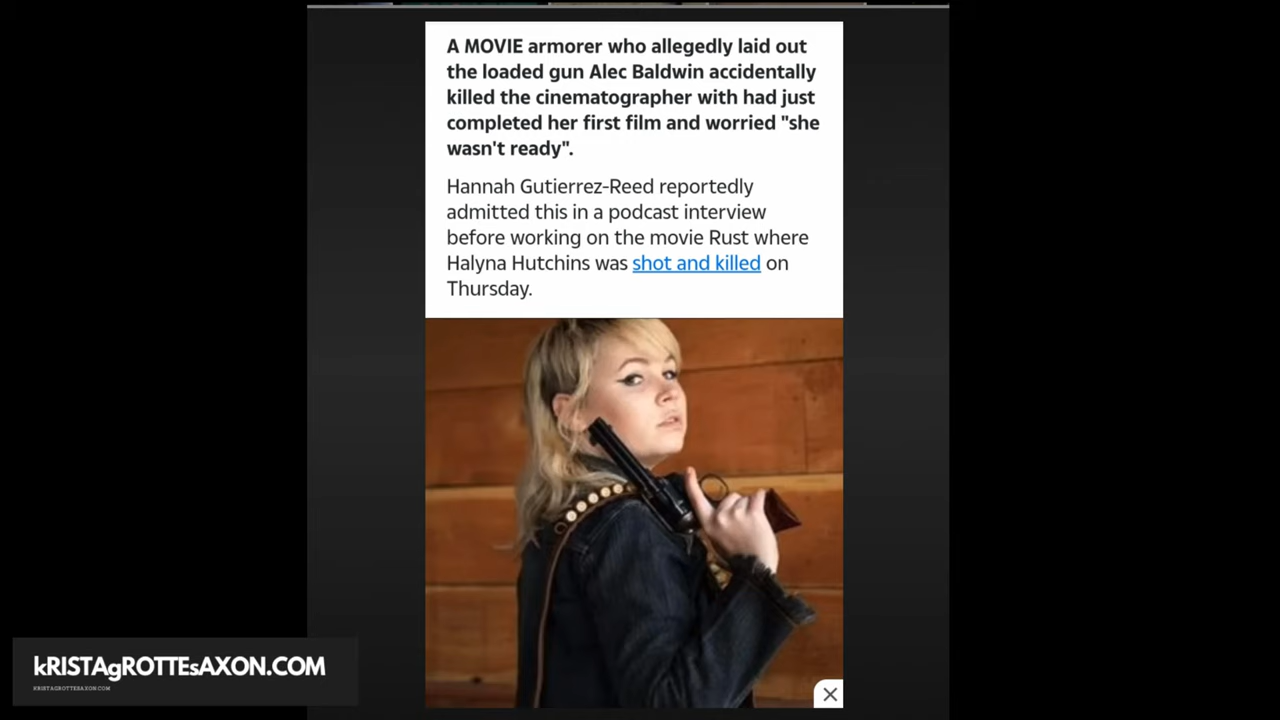 A MOVIE armorer who allegedly laid out
the loaded gun Alec Baldwin accidentally
killed the cinematographer with had just
completed her first film and worried "she
wasn't ready".
Hannah Gutierrez-Reed reportedly
admitted this in a podcast interview
before working on the movie Rust where
Halyna Hutchins was shot and killed on
Thursday.
kRISTAgROTTEsAXON.COM
KRISTAGROTTESAXON.COM